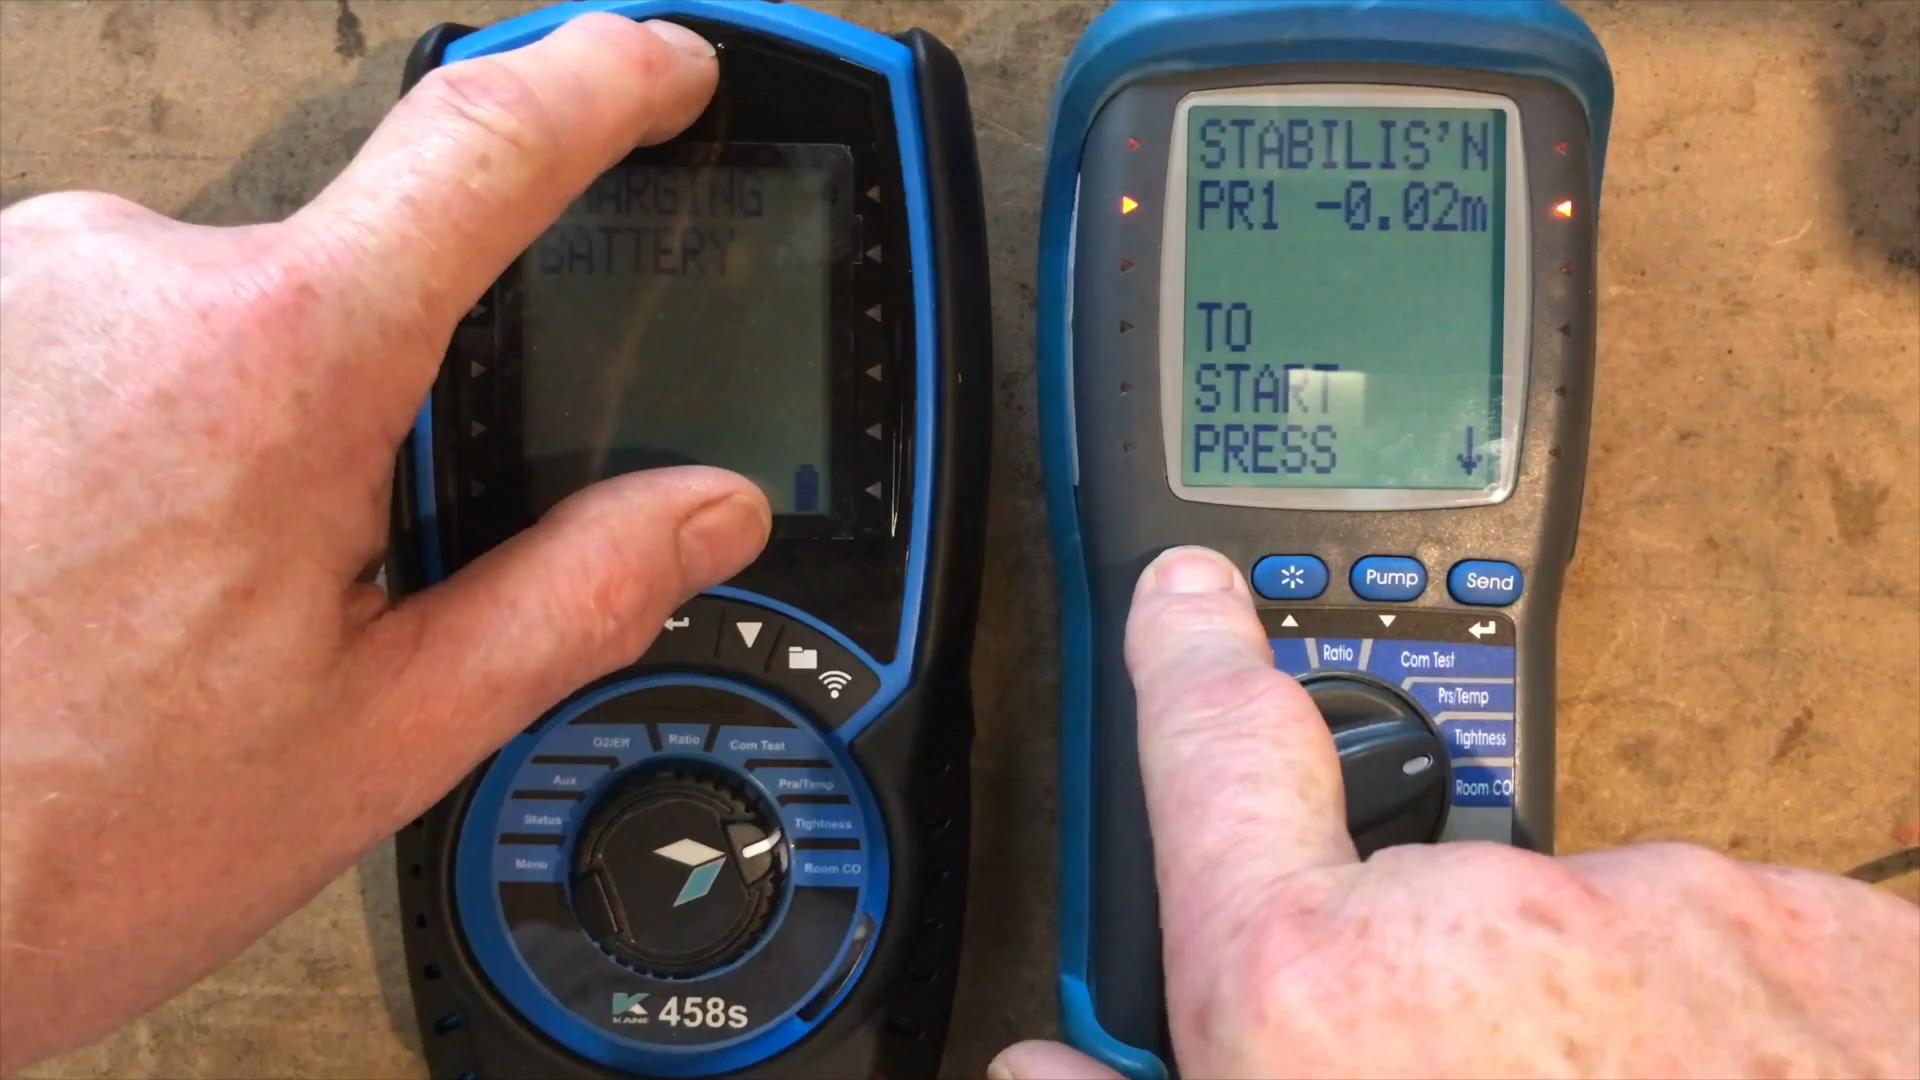 BATTERY
O2/Eff
Ratio
Com Test
Aux
Prs/Temp
Status
Tightness
Menu
Room CO
KANE 458s
STABILIS'N
PR1 -0.02m
TO
START
PRESS ↓
Pump
Send
Ratio
Com Test
Prs/Temp
Tightness
Room CO